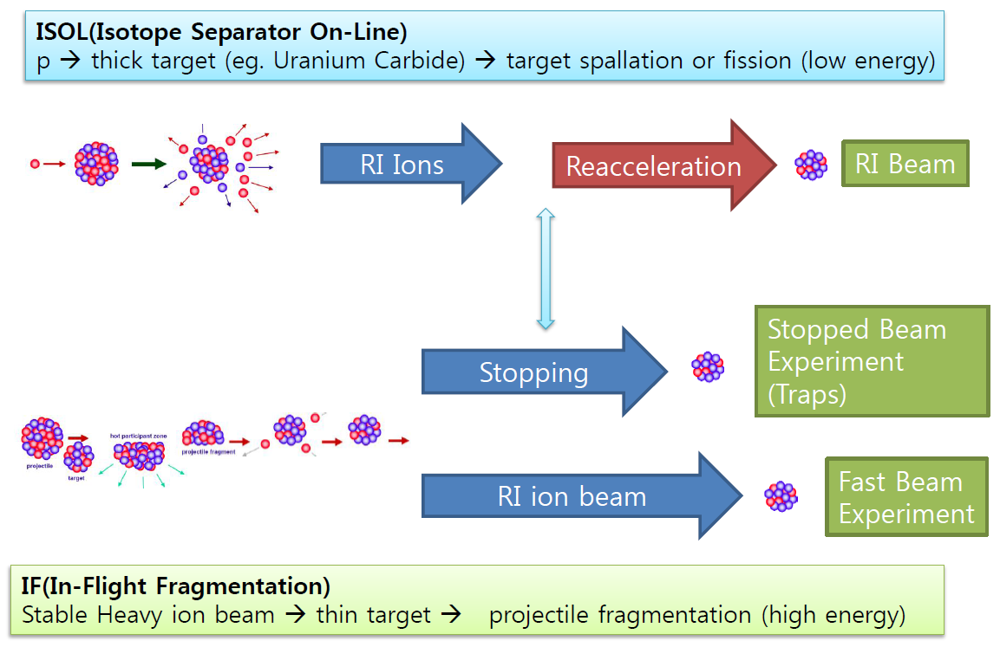 ISOL(Isotope Separator On-Line)
p → thick target (eg. Uranium Carbide) → target spallation or fission (low energy)
RI Ions
Reacceleration
RI Beam
Stopping
Stopped Beam
Experiment
(Traps)
projectile
target
hot participant zone
projectile fragment
RI ion beam
Fast Beam
Experiment
IF(In-Flight Fragmentation)
Stable Heavy ion beam → thin target → projectile fragmentation (high energy)